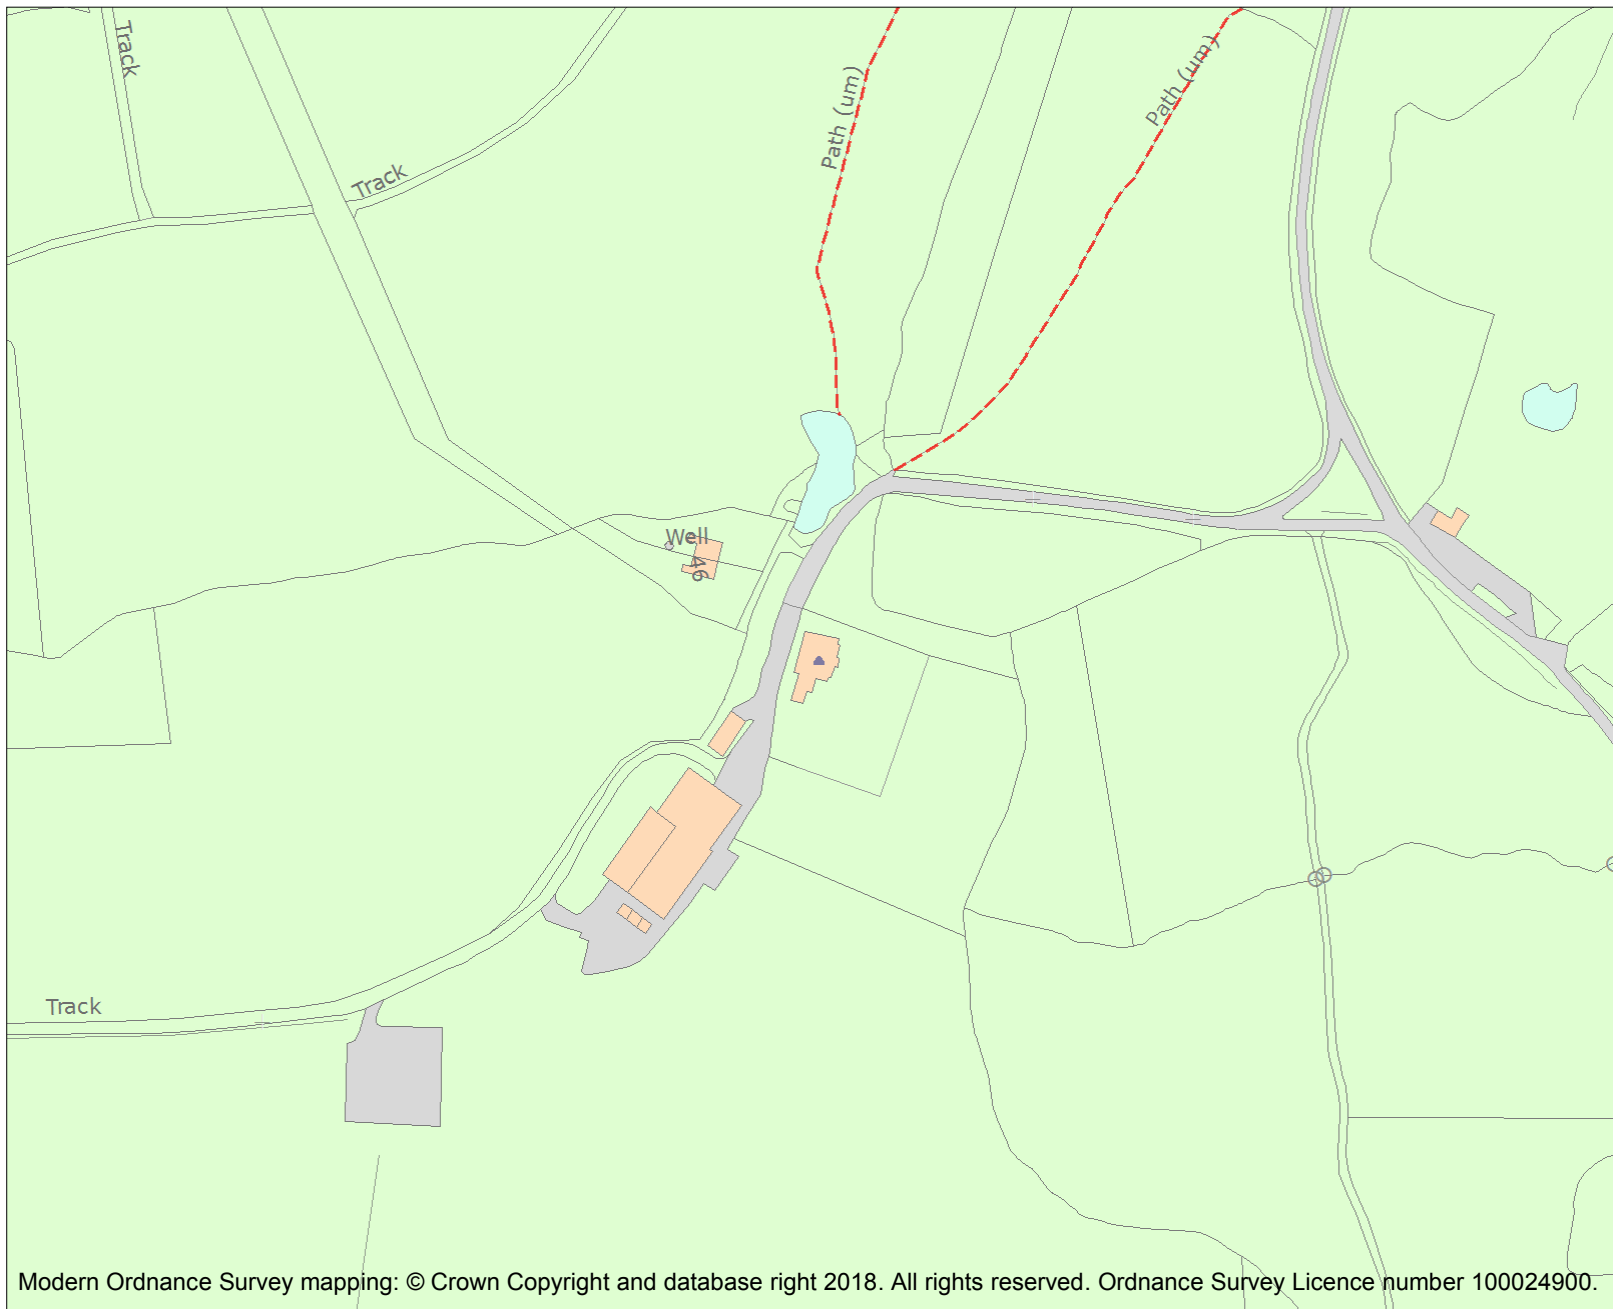 Track
Path (um)
Path (um)
Track
Well
46
Track
Modern Ordnance Survey mapping: © Crown Copyright and database right 2018. All rights reserved. Ordnance Survey Licence number 100024900.